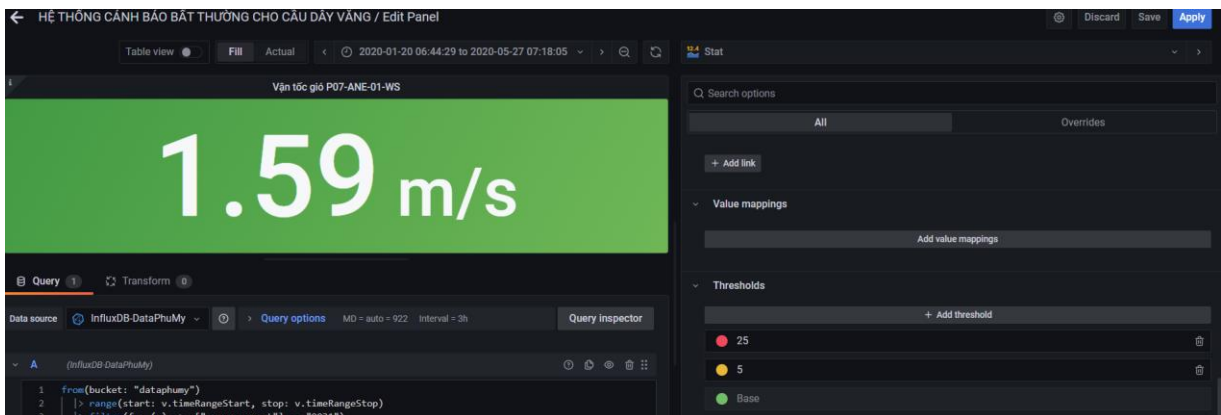 HỆ THỐNG CẢNH BÁO BẤT THƯỜNG CHO CẦU DÂY VĂNG / Edit Panel
Discard Save Apply
Table view Fill Actual 2020-01-20 06:44:29 to 2020-05-27 07:18:05
12.4 Stat
Vận tốc gió P07-ANE-01-WS
1.59 m/s
Search options
All Overrides
+ Add link
Value mappings
Add value mappings
Thresholds
+ Add threshold
25
5
Base
Query 1 Transform 0
Data source InfluxDB-DataPhuMy Query options MD = auto = 922 Interval = 3h Query inspector
A (InfluxDB-DataPhuMy)
1 from(bucket: "dataphumy")
2 |> range(start: v.timeRangeStart, stop: v.timeRangeStop)